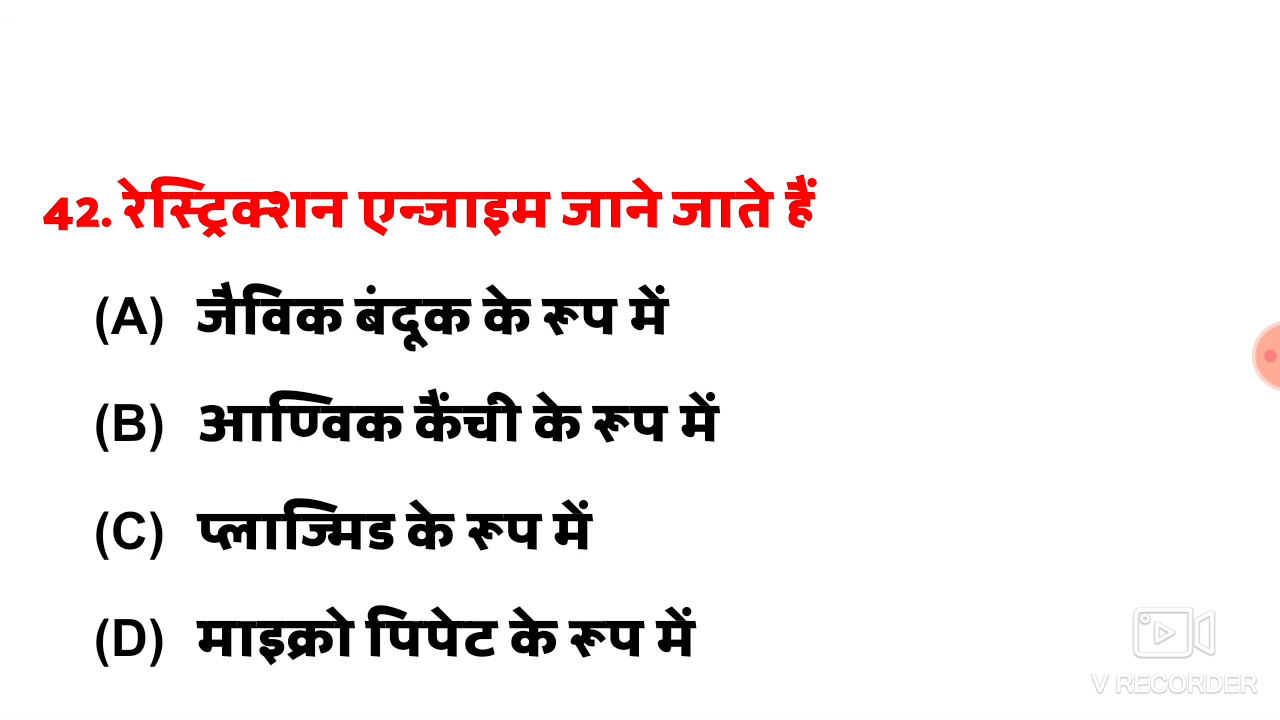 42. रेस्ट्रिक्शन एन्जाइम जाने जाते हैं
(A) जैविक बंदूक के रूप में
(B) आण्विक कैंची के रूप में
(C) प्लाज्मिड के रूप में
(D) माइक्रो पिपेट के रूप में
V RECORDER